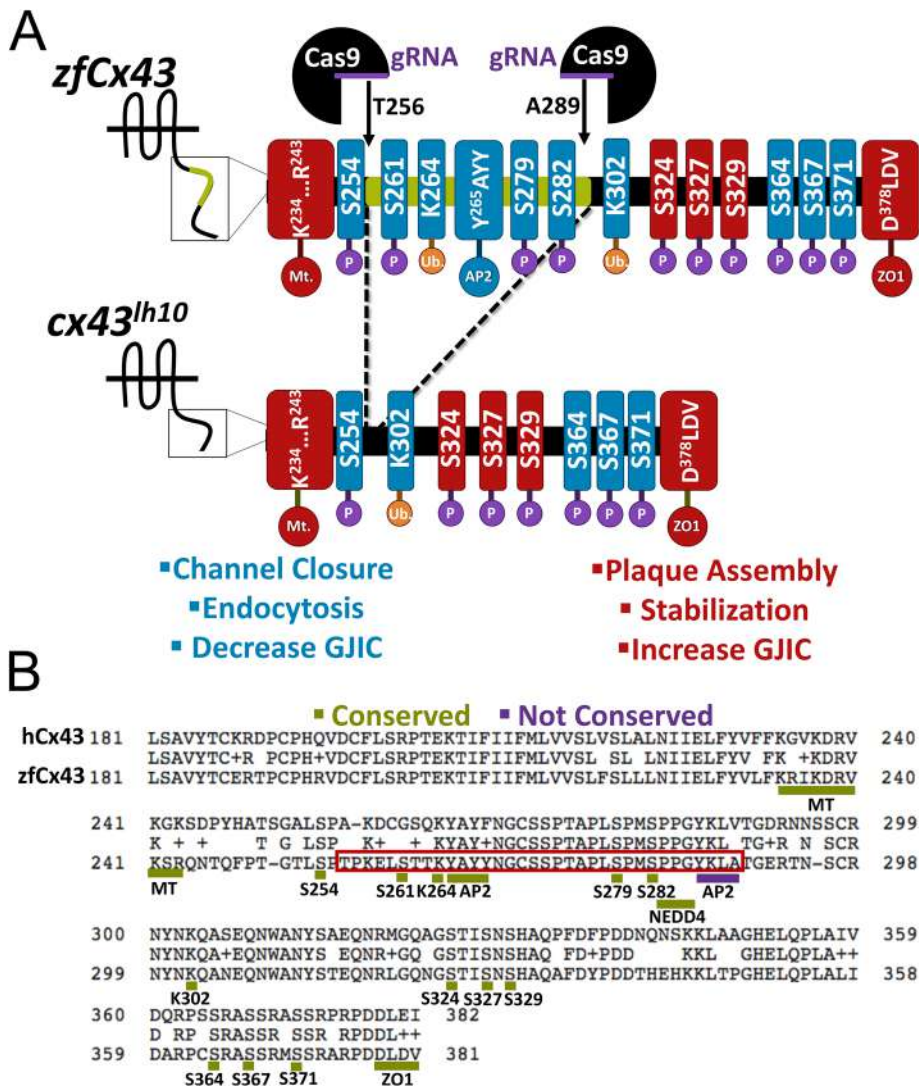 A
Cas9 gRNA gRNA Cas9
zfCx43
T256 A289
K234...R243 S254 S261 K264 Y265AYY S279 S282 K302 S324 S327 S329 S364 S367 S371 D378LDV
Mt. P P Ub. AP2 P P Ub. P P P P P P ZO1
cx43lh10
K234...R243 S254 K302 S324 S327 S329 S364 S367 S371 D378LDV
Mt. P Ub. P P P P P P ZO1
▪Channel Closure ▪Plaque Assembly
▪Endocytosis ▪Stabilization
▪Decrease GJIC ▪Increase GJIC
B
▪Conserved ▪Not Conserved
hCx43 181 LSAVYTCKRDPCPHQVDCFLSRPTEKTIFIIFMLVVSLVSLALNIIELFYVFFKGVKDRV 240
LSAVYTC+R PCPH+VDCFLSRPTEKTIFIIFMLVVSL SL LNIIELFYV F K +KDRV
zfCx43 181 LSAVYTCERTPCPHRVDCFLSRPTEKTIFIIFMLVVSLFSLLLNIIELFYVLFKRIKDRV 240
MT
241 KGKSDPYHATSGALSPA-KDCGSQKYAYFNGCSSPTAPLSPMSPPGYKLVTGDRNNSSCR 299
K + + T G LSP K+ + KYAY+NGCSSPTAPLSPMSPPGYKL TG+R N SCR
241 KSRQNTQFPT-GTLSPTPKELSTTKYAYYNGCSSPTAPLSPMSPPGYKLATGERTN-SCR 298
MT S254 S261 K264 AP2 S279 S282 AP2
NEDD4
300 NYNKQASEQNWANYSAEQNRMGQAGSTISNSHAQPFDFPDDNQNSKKLAAGHELQPLAIV 359
NYNKQA+EQNWANYS EQNR+GQ GSTISNSHAQ FD+PDD KKL GHELQPLA++
299 NYNKQANEQNWANYSTEQNRLGQNGSTISNSHAQAFDYPDDTHEHKKLTPGHELQPLALI 358
K302 S324 S327 S329
360 DQRPSSRASSRASSRPRPDDLEI 382
D RP SRASSR SSRPRPDDL++
359 DARPCSRASSRMSSRARPDDLDV 381
S364 S367 S371 ZO1